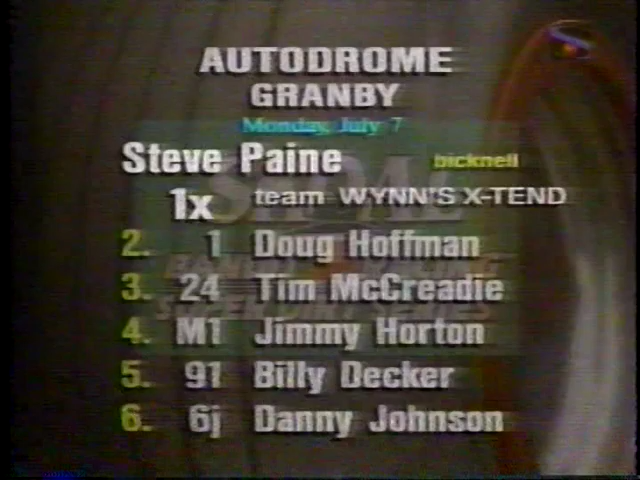 AUTODROME
GRANBY
Monday, July 7
Steve Paine bicknell
1x team WYNN'S X-TEND
2. 1 Doug Hoffman
3. 24 Tim McCreadie
4. M1 Jimmy Horton
5. 91 Billy Decker
6. 6j Danny Johnson